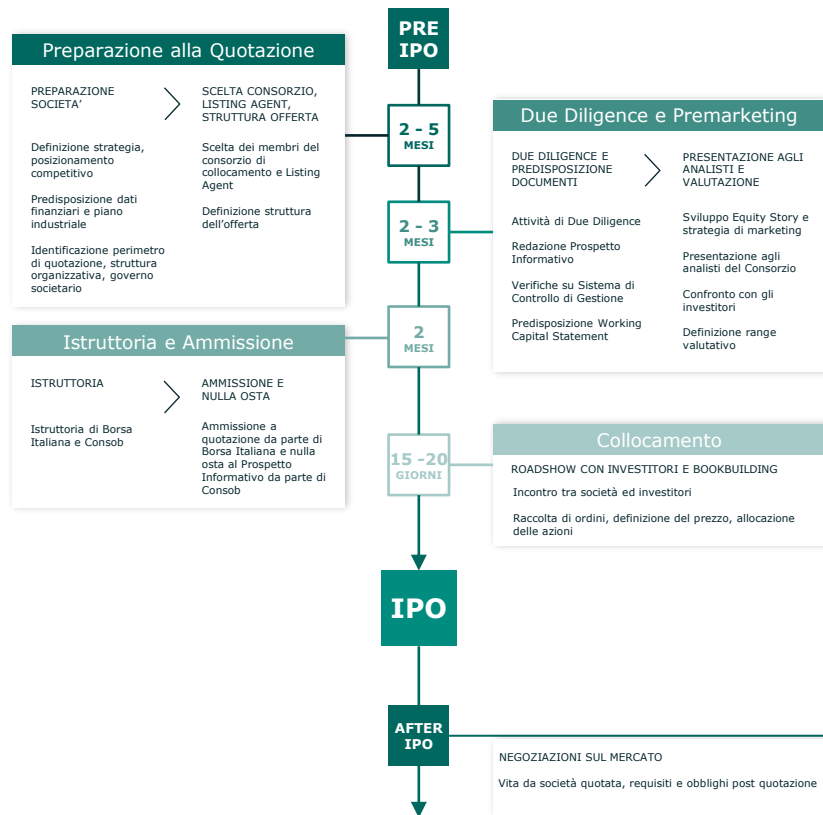 PRE
IPO
Preparazione alla Quotazione
PREPARAZIONE
SOCIETA’
SCELTA CONSORZIO,
LISTING AGENT,
STRUTTURA OFFERTA
Definizione strategia,
posizionamento
competitivo
Predisposizione dati
finanziari e piano
industriale
Identificazione perimetro
di quotazione, struttura
organizzativa, governo
societario
Scelta dei membri del
consorzio di
collocamento e Listing
Agent
Definizione struttura
dell’offerta
2 - 5
MESI
Due Diligence e Premarketing
DUE DILIGENCE E
PREDISPOSIZIONE
DOCUMENTI
PRESENTAZIONE AGLI
ANALISTI E
VALUTAZIONE
Attività di Due Diligence
Redazione Prospetto
Informativo
Verifiche su Sistema di
Controllo di Gestione
Predisposizione Working
Capital Statement
Sviluppo Equity Story e
strategia di marketing
Presentazione agli
analisti del Consorzio
Confronto con gli
investitori
Definizione range
valutativo
2 - 3
MESI
2
MESI
Istruttoria e Ammissione
ISTRUTTORIA
AMMISSIONE E
NULLA OSTA
Istruttoria di Borsa
Italiana e Consob
Ammissione a
quotazione da parte di
Borsa Italiana e nulla
osta al Prospetto
Informativo da parte di
Consob
15 -20
GIORNI
Collocamento
ROADSHOW CON INVESTITORI E BOOKBUILDING
Incontro tra società ed investitori
Raccolta di ordini, definizione del prezzo, allocazione
delle azioni
IPO
AFTER
IPO
NEGOZIAZIONI SUL MERCATO
Vita da società quotata, requisiti e obblighi post quotazione